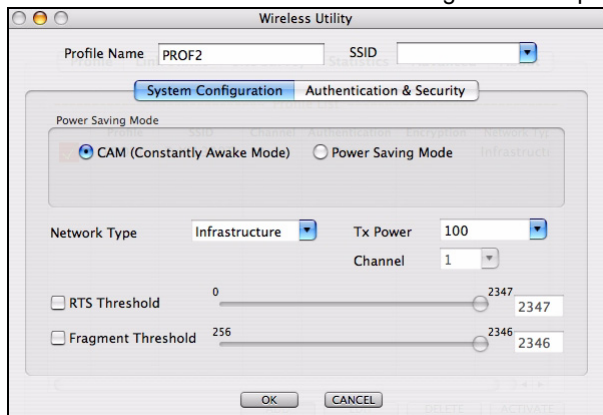 Wireless Utility
Profile Name PROF2 SSID
System Configuration Authentication & Security
Power Saving Mode
CAM (Constantly Awake Mode) Power Saving Mode
Network Type Infrastructure Tx Power 100
Channel 1
RTS Threshold 0 2347 2347
Fragment Threshold 256 2346 2346
OK CANCEL